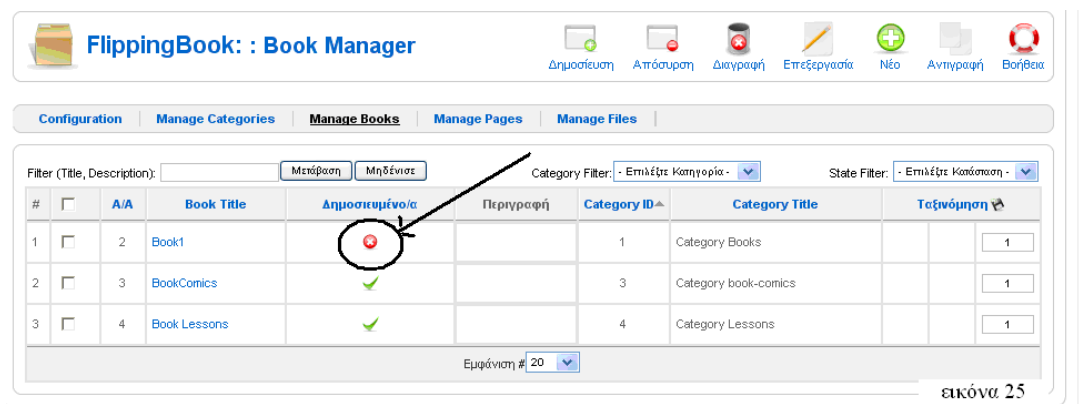 FlippingBook: : Book Manager
Δημοσίευση Απόσυρση Διαγραφή Επεξεργασία Νέο Αντιγραφή Βοήθεια
Configuration Manage Categories Manage Books Manage Pages Manage Files
Filter (Title, Description): Μετάβαση Μηδένισε Category Filter: - Επιλέξτε Κατηγορία - State Filter: - Επιλέξτε Κατάσταση -
# A/A Book Title Δημοσιευμένο/α Περιγραφή Category ID Category Title Ταξινόμηση
1 2 Book1 1 Category Books 1
2 3 BookComics 3 Category book-comics 1
3 4 Book Lessons 4 Category Lessons 1
Εμφάνιση # 20
εικόνα 25